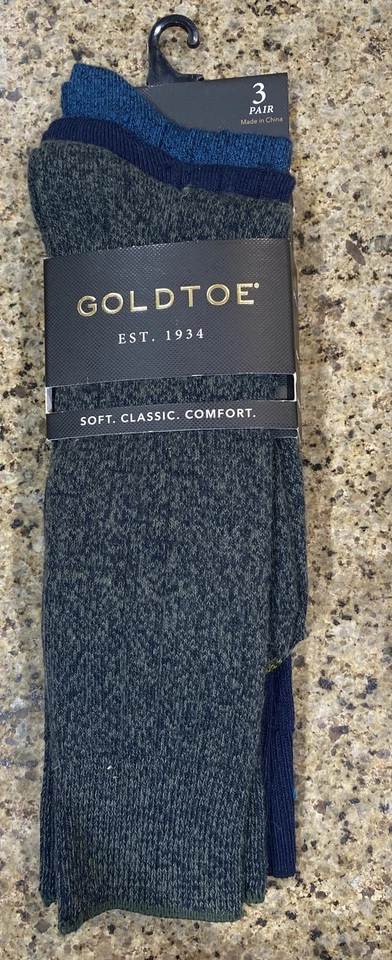 3
PAIR
Made in China
GOLDTOE®
EST. 1934
SOFT. CLASSIC. COMFORT.